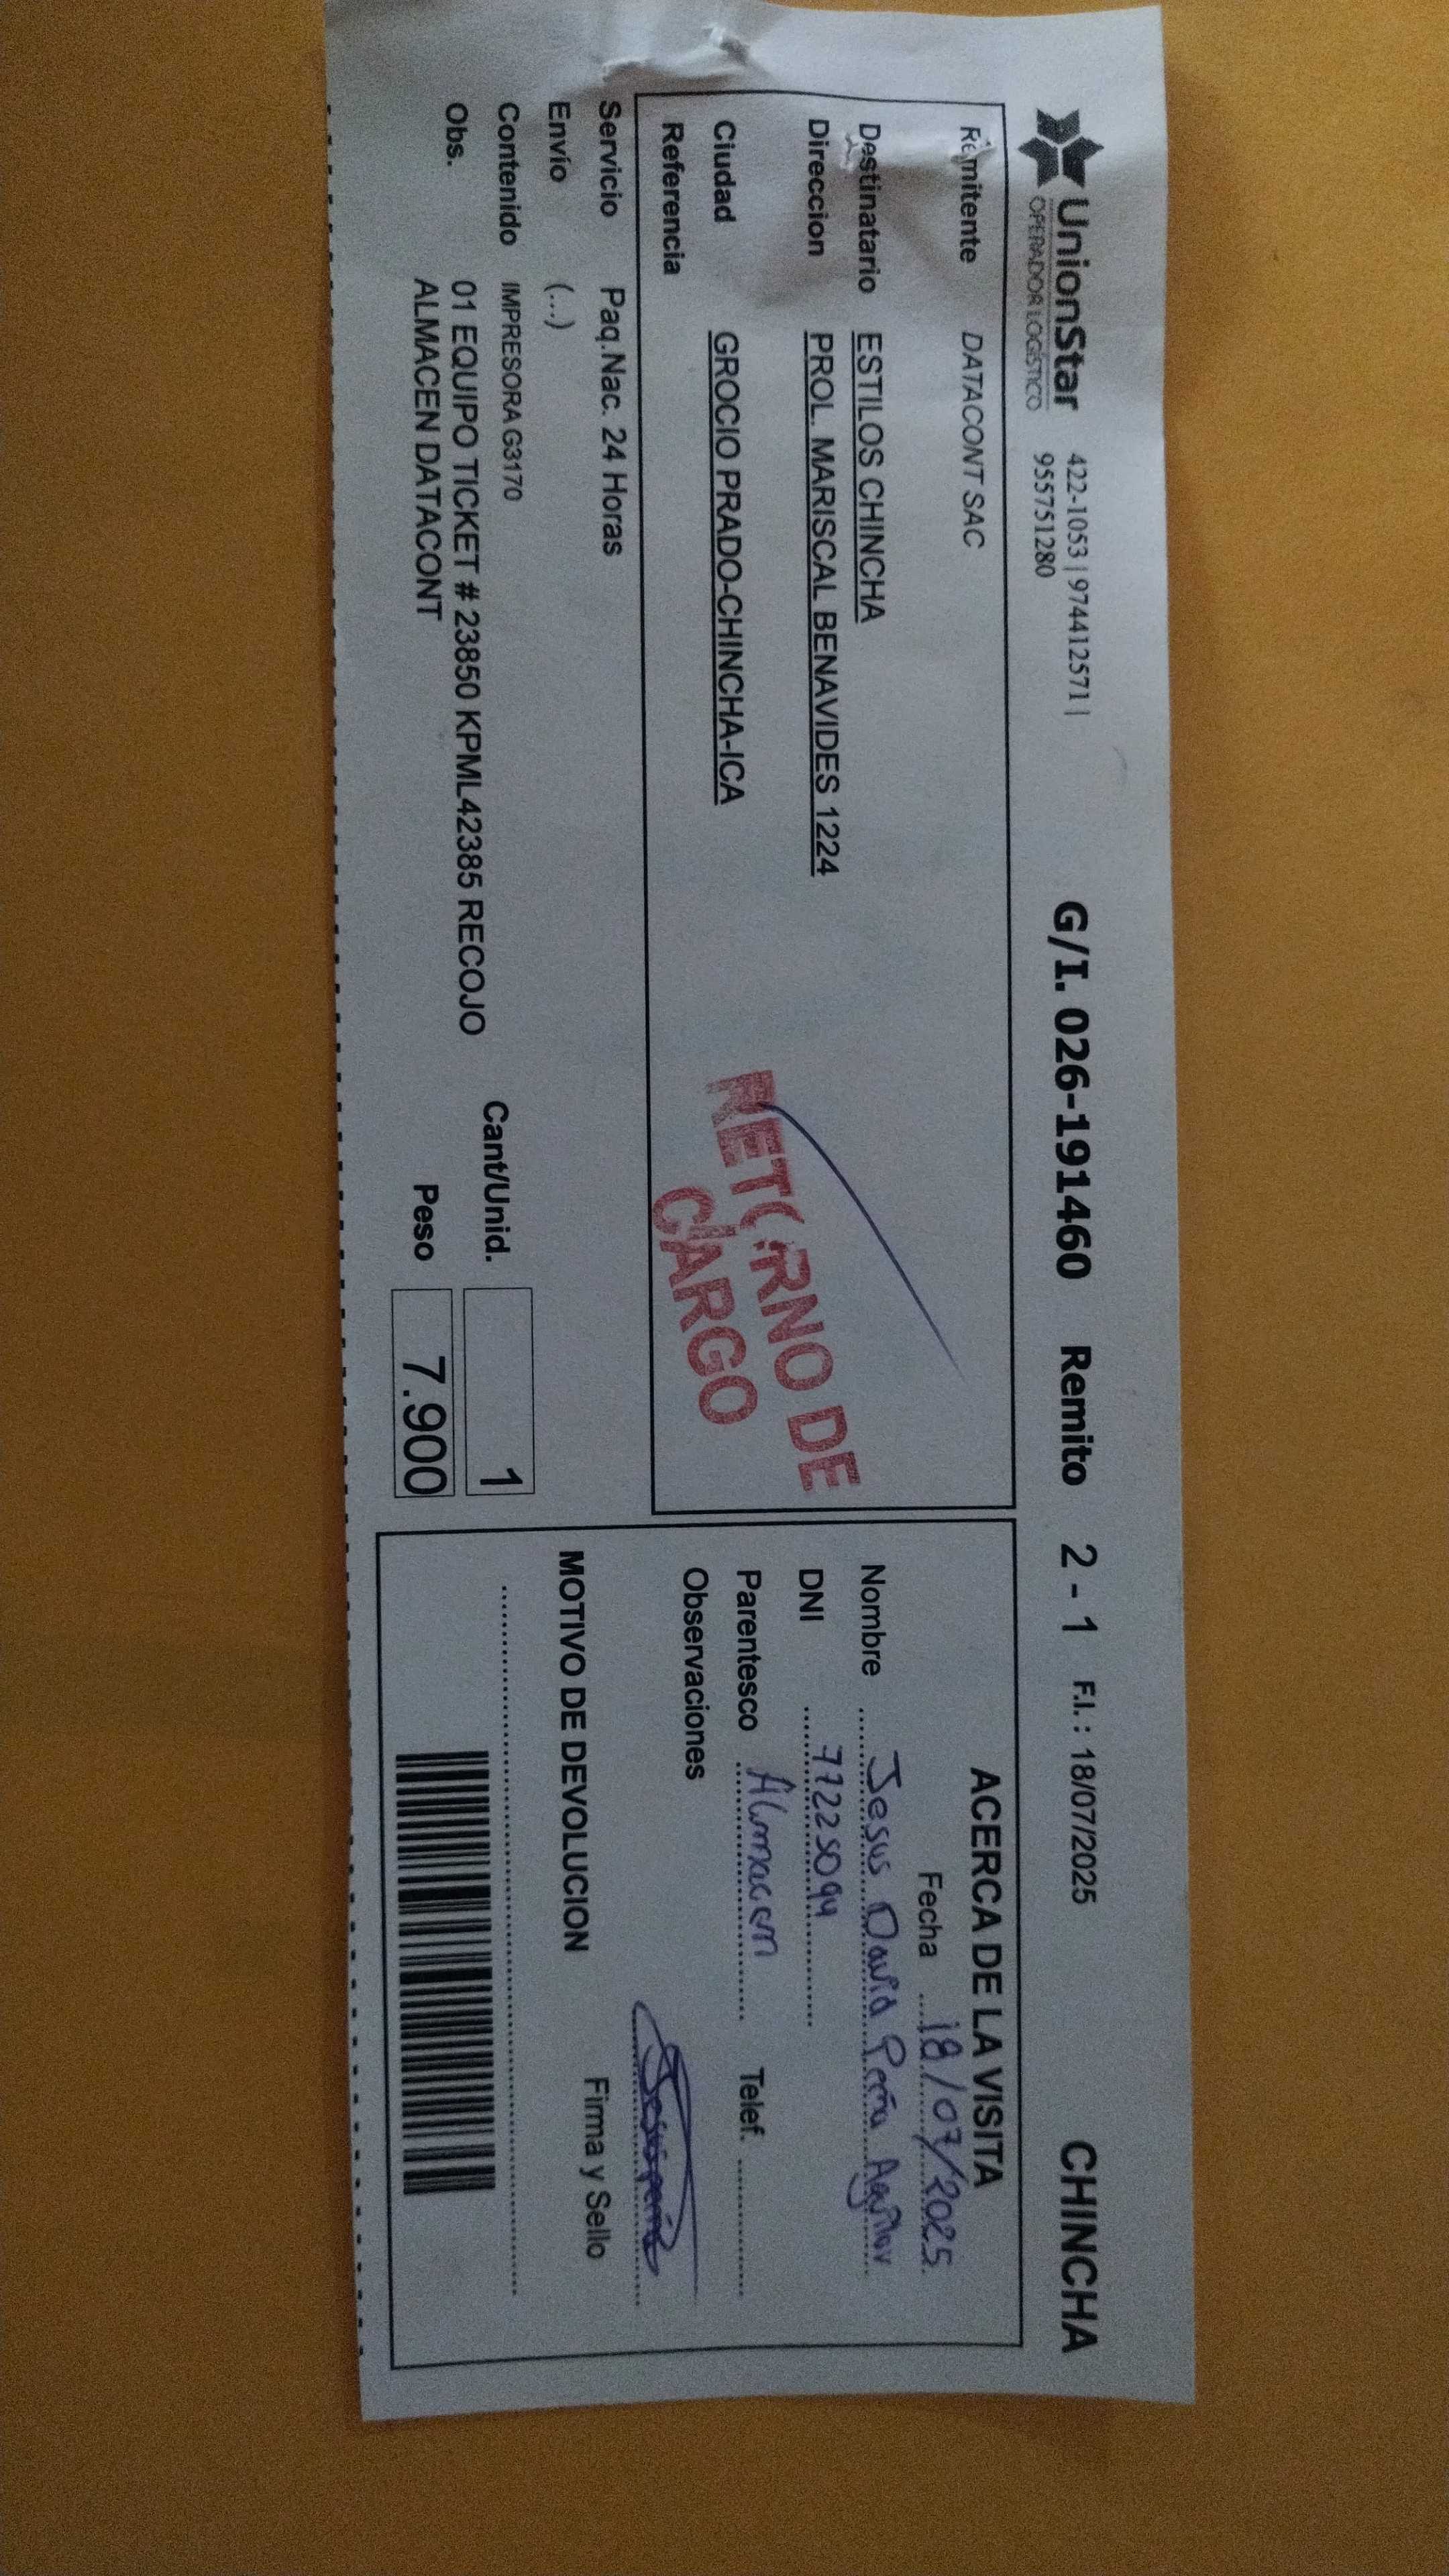 UnionStar
OPERADOR LOGÍSTICO
422-1053 | 974412571 |
955751280
G/I. 026-191460 Remito 2 - 1 F.I. : 18/07/2025 CHINCHA
Remitente DATACONT SAC
Destinatario ESTILOS CHINCHA
Direccion PROL. MARISCAL BENAVIDES 1224
Ciudad GROCIO PRADO-CHINCHA-ICA
Referencia
RETORNO DE
CARGO
Servicio Paq.Nac. 24 Horas
Envío (...)
Contenido IMPRESORA G3170
Obs. 01 EQUIPO TICKET # 23850 KPML42385 RECOJO
ALMACEN DATACONT
Cant/Unid. 1
Peso 7.900
ACERCA DE LA VISITA
Fecha 18/07/2025
Nombre Jesus David Peña Aguilar
DNI 77225094
Parentesco Almacen Telef.
Observaciones
Firma y Sello
MOTIVO DE DEVOLUCION